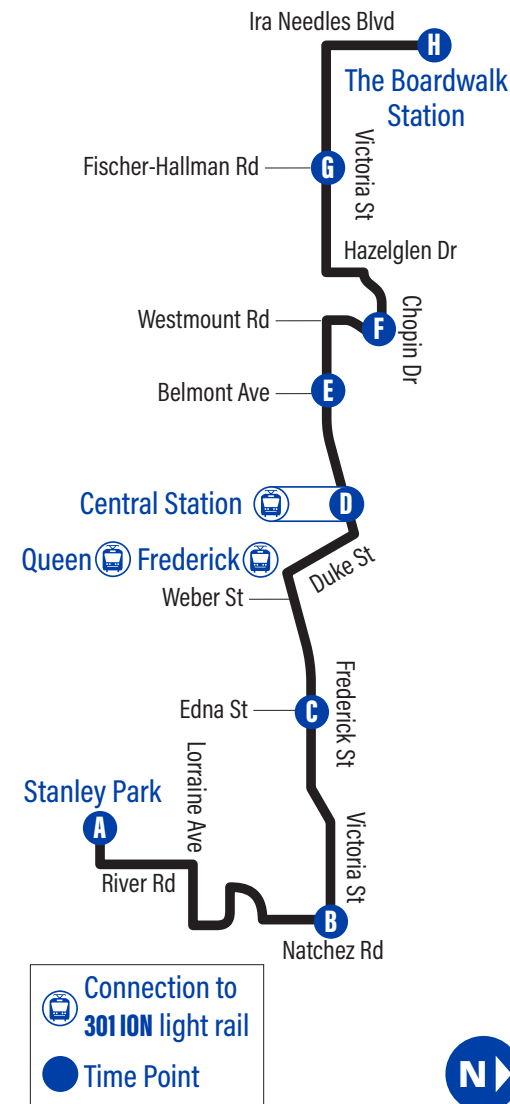 Ira Needles Blvd
H
The Boardwalk
Station
Victoria St
Fischer-Hallman Rd
G
Hazelglen Dr
Chopin Dr
Westmount Rd
F
Belmont Ave
E
Central Station
D
Queen
Frederick
Duke St
Weber St
Frederick St
Edna St
C
Lorraine Ave
Stanley Park
A
Victoria St
River Rd
B
Natchez Rd
Connection to
301 ION light rail
Time Point
N